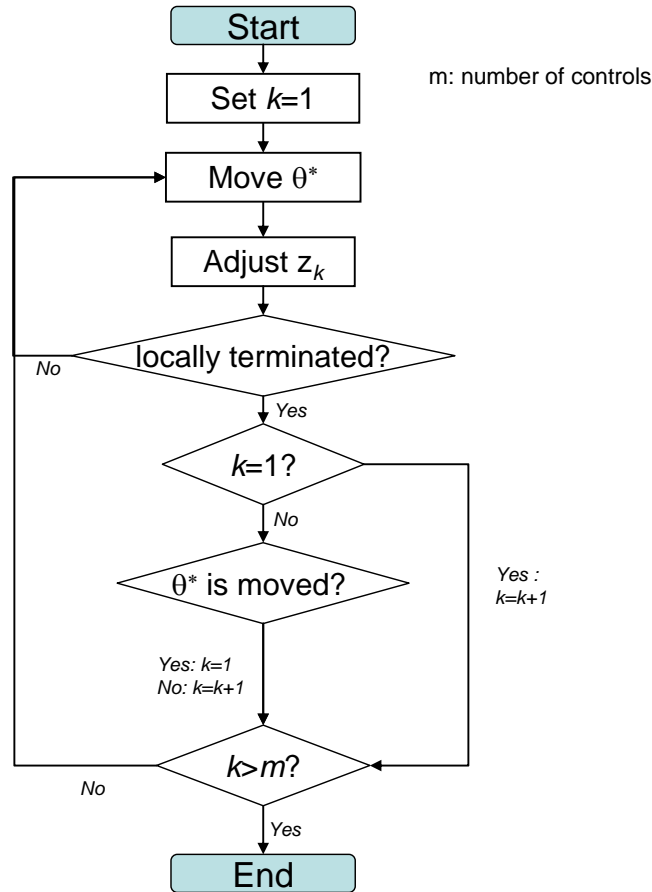 Start
m: number of controls
Set k=1
Move θ*
Adjust zₖ
locally terminated?
No
Yes
k=1?
No
θ* is moved?
Yes :
k=k+1
Yes: k=1
No: k=k+1
k>m?
No
Yes
End